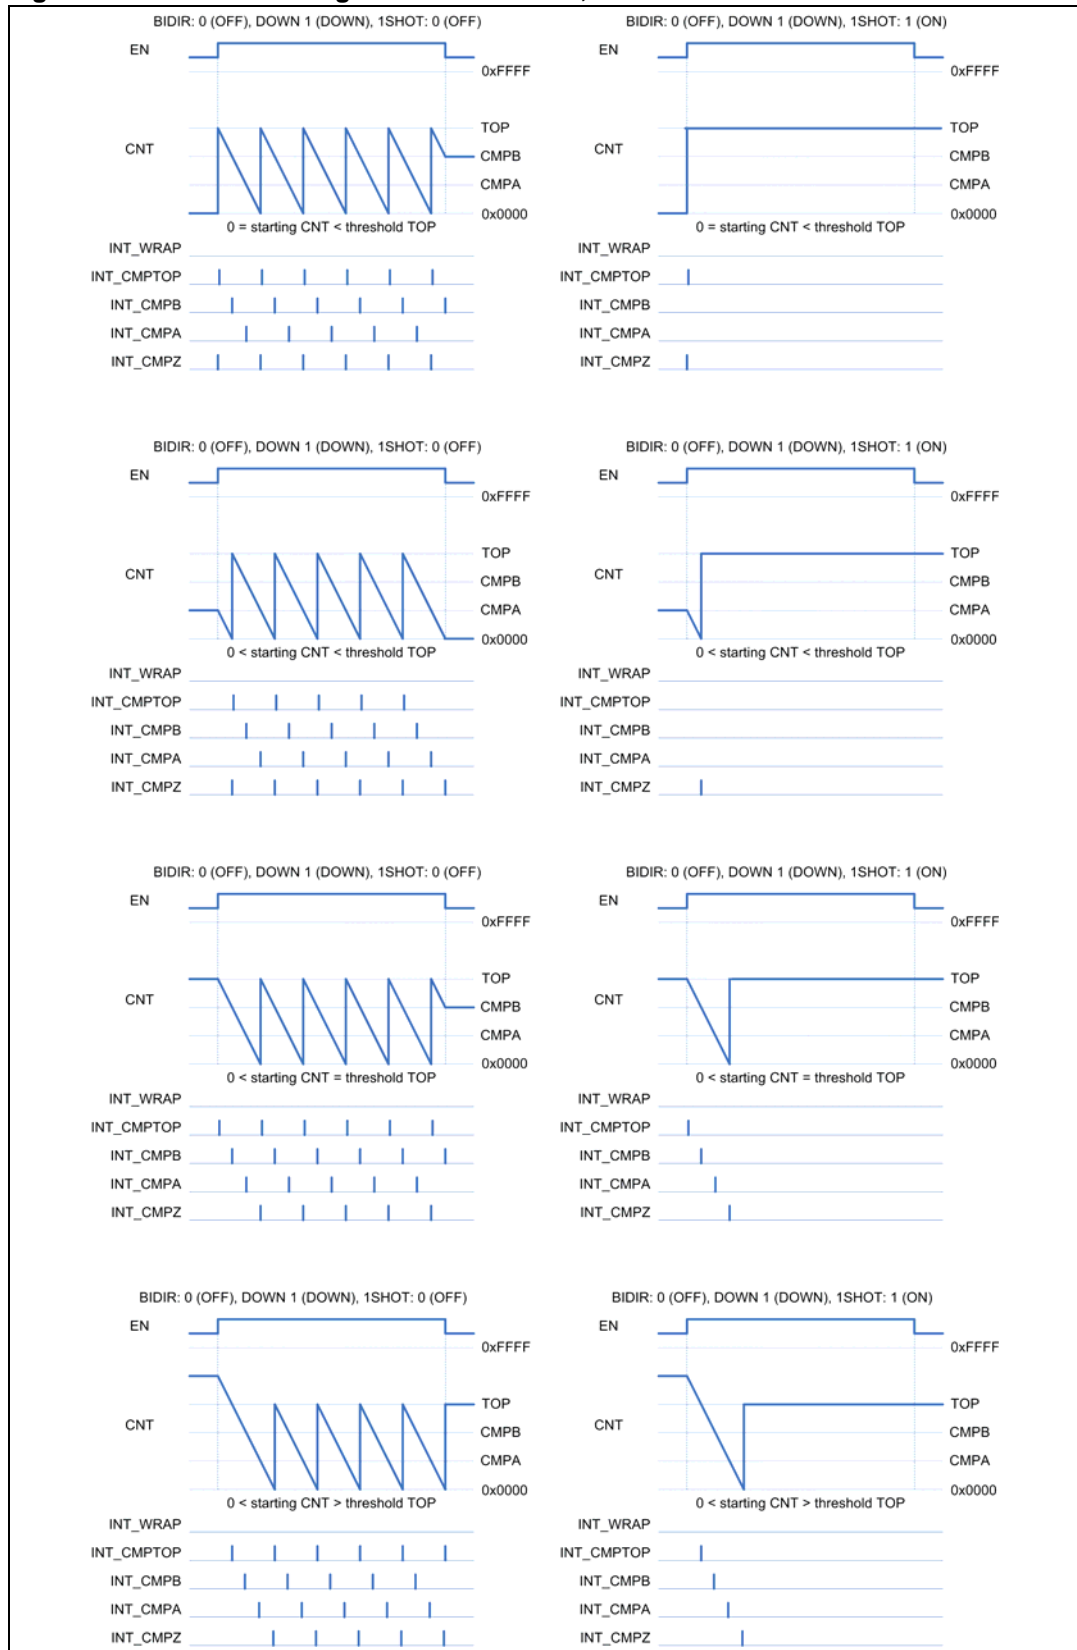 BIDIR: 0 (OFF), DOWN 1 (DOWN), 1SHOT: 0 (OFF)
EN
0xFFFF
TOP
CNT
CMPB
CMPA
0x0000
0 = starting CNT < threshold TOP
INT_WRAP
INT_CMPTOP
INT_CMPB
INT_CMPA
INT_CMPZ
BIDIR: 0 (OFF), DOWN 1 (DOWN), 1SHOT: 1 (ON)
EN
0xFFFF
TOP
CNT
CMPB
CMPA
0x0000
0 = starting CNT < threshold TOP
INT_WRAP
INT_CMPTOP
INT_CMPB
INT_CMPA
INT_CMPZ
BIDIR: 0 (OFF), DOWN 1 (DOWN), 1SHOT: 0 (OFF)
EN
0xFFFF
TOP
CNT
CMPB
CMPA
0x0000
0 < starting CNT < threshold TOP
INT_WRAP
INT_CMPTOP
INT_CMPB
INT_CMPA
INT_CMPZ
BIDIR: 0 (OFF), DOWN 1 (DOWN), 1SHOT: 1 (ON)
EN
0xFFFF
TOP
CNT
CMPB
CMPA
0x0000
0 < starting CNT < threshold TOP
INT_WRAP
INT_CMPTOP
INT_CMPB
INT_CMPA
INT_CMPZ
BIDIR: 0 (OFF), DOWN 1 (DOWN), 1SHOT: 0 (OFF)
EN
0xFFFF
TOP
CNT
CMPB
CMPA
0x0000
0 < starting CNT = threshold TOP
INT_WRAP
INT_CMPTOP
INT_CMPB
INT_CMPA
INT_CMPZ
BIDIR: 0 (OFF), DOWN 1 (DOWN), 1SHOT: 1 (ON)
EN
0xFFFF
TOP
CNT
CMPB
CMPA
0x0000
0 < starting CNT = threshold TOP
INT_WRAP
INT_CMPTOP
INT_CMPB
INT_CMPA
INT_CMPZ
BIDIR: 0 (OFF), DOWN 1 (DOWN), 1SHOT: 0 (OFF)
EN
0xFFFF
TOP
CNT
CMPB
CMPA
0x0000
0 < starting CNT > threshold TOP
INT_WRAP
INT_CMPTOP
INT_CMPB
INT_CMPA
INT_CMPZ
BIDIR: 0 (OFF), DOWN 1 (DOWN), 1SHOT: 1 (ON)
EN
0xFFFF
TOP
CNT
CMPB
CMPA
0x0000
0 < starting CNT > threshold TOP
INT_WRAP
INT_CMPTOP
INT_CMPB
INT_CMPA
INT_CMPZ